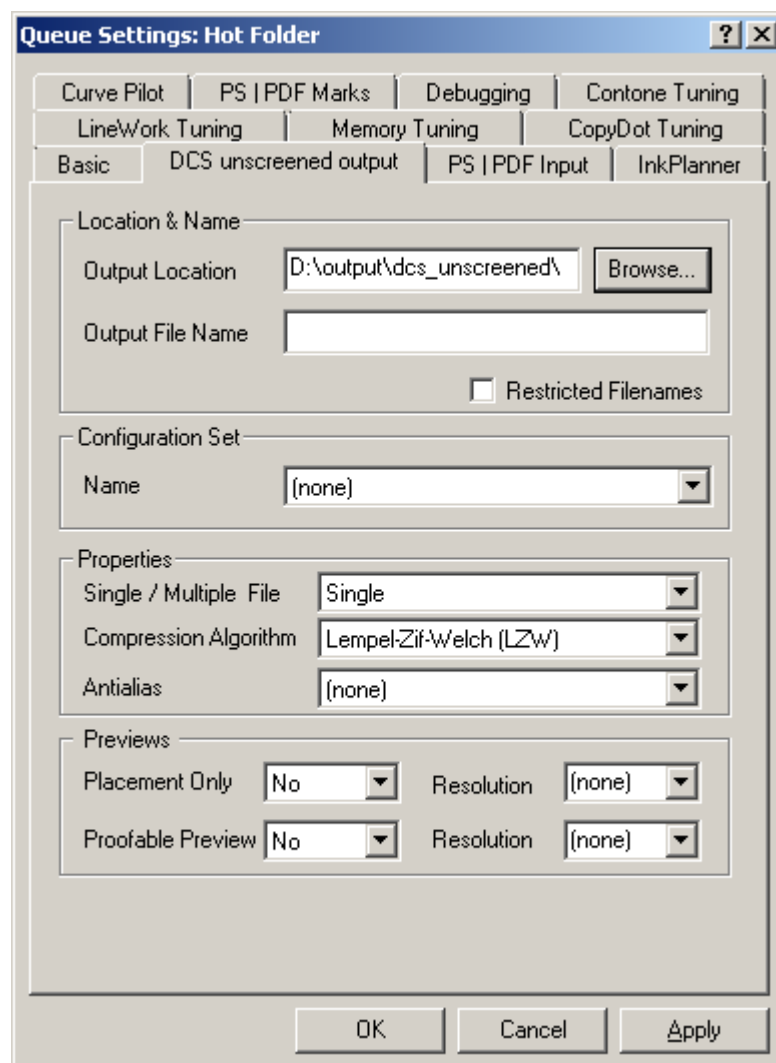 Queue Settings: Hot Folder
Curve Pilot PS | PDF Marks Debugging Contone Tuning
LineWork Tuning Memory Tuning CopyDot Tuning
Basic DCS unscreened output PS | PDF Input InkPlanner
Location & Name
Output Location D:\output\dcs_unscreened\ Browse...
Output File Name
Restricted Filenames
Configuration Set
Name (none)
Properties
Single / Multiple File Single
Compression Algorithm Lempel-Zif-Welch (LZW)
Antialias (none)
Previews
Placement Only No Resolution (none)
Proofable Preview No Resolution (none)
OK Cancel Apply